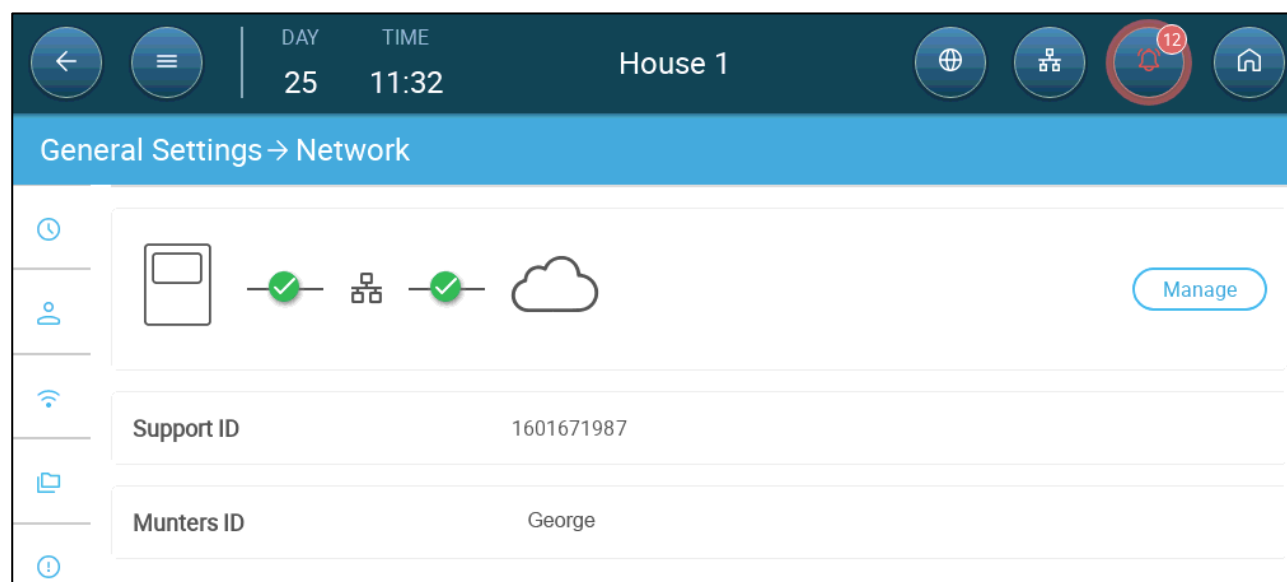 DAY TIME
25 11:32
House 1
12
General Settings → Network
Manage
Support ID 1601671987
Munters ID George